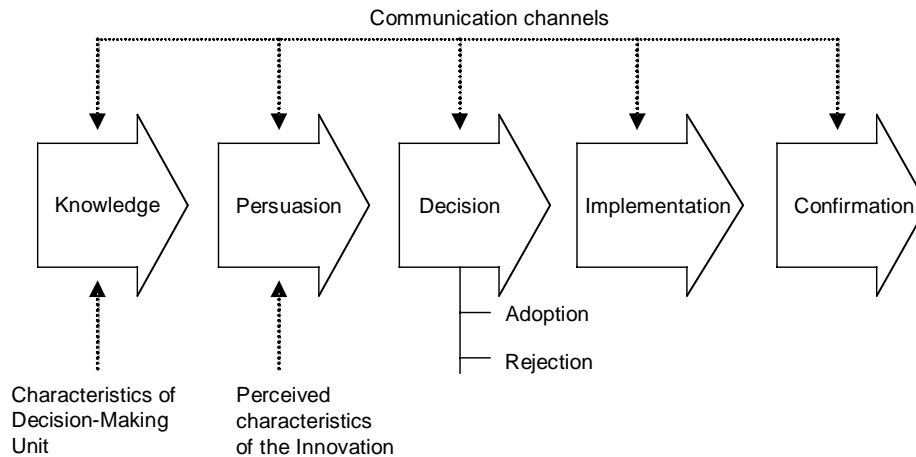 Communication channels
Knowledge
Persuasion
Decision
Implementation
Confirmation
Adoption
Rejection
Characteristics of
Decision-Making
Unit
Perceived
characteristics
of the Innovation